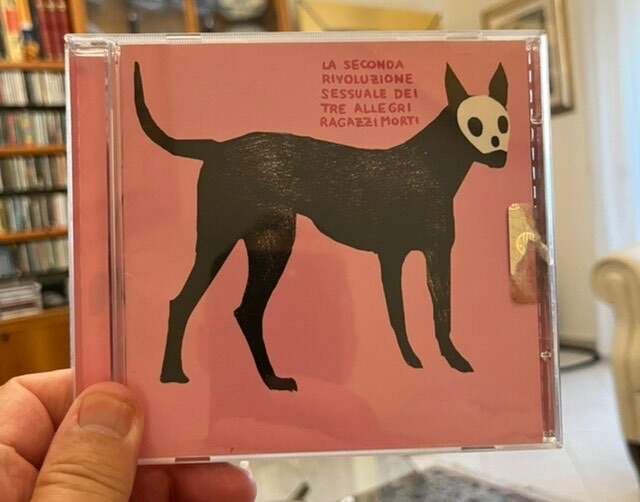 LA SECONDA
RIVOLUZIONE
SESSUALE DEI
TRE ALLEGRI
RAGAZZI MORTI